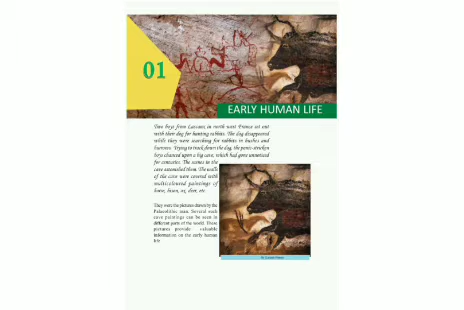 01
EARLY HUMAN LIFE
Two boys from Lascaux in north west France set out
with their dog for hunting rabbits. The dog disappeared
while they were searching for rabbits in bushes and
burrows. Trying to track down the dog, the panic-stricken
boys chanced upon a big cave, which had gone unnoticed
for centuries. The scenes in the
cave astonished them. The walls
of the cave were covered with
multicoloured paintings of
horse, bison, ox, deer, etc.
They were the pictures drawn by the
Palaeolithic man. Several such
cave paintings can be seen in
different parts of the world. These
pictures provide valuable
information on the early human
life.